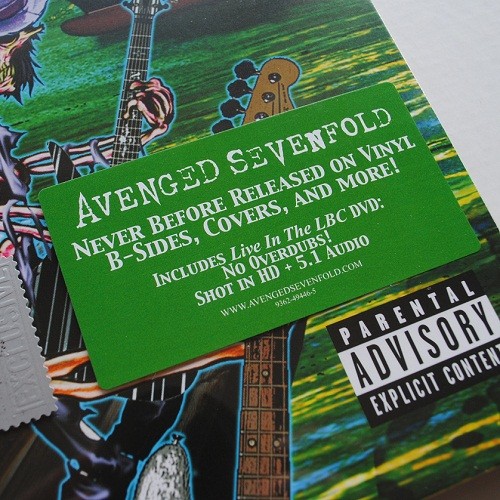 AVENGED SEVENFOLD
NEVER BEFORE RELEASED ON VINYL
B-SIDES, COVERS, AND MORE!
INCLUDES Live In The LBC DVD:
NO OVERDUBS!
SHOT IN HD + 5.1 AUDIO
WWW.AVENGEDSEVENFOLD.COM
9362-49446-5
PARENTAL
ADVISORY
EXPLICIT CONTENT